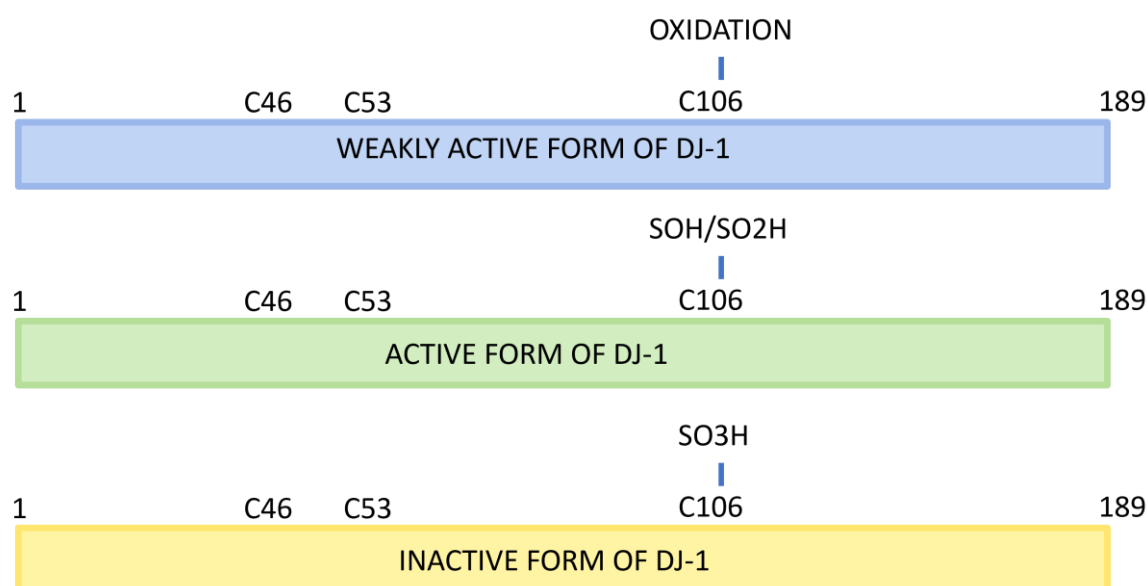 OXIDATION
1 C46 C53 C106 189
WEAKLY ACTIVE FORM OF DJ-1
SOH/SO2H
1 C46 C53 C106 189
ACTIVE FORM OF DJ-1
SO3H
1 C46 C53 C106 189
INACTIVE FORM OF DJ-1